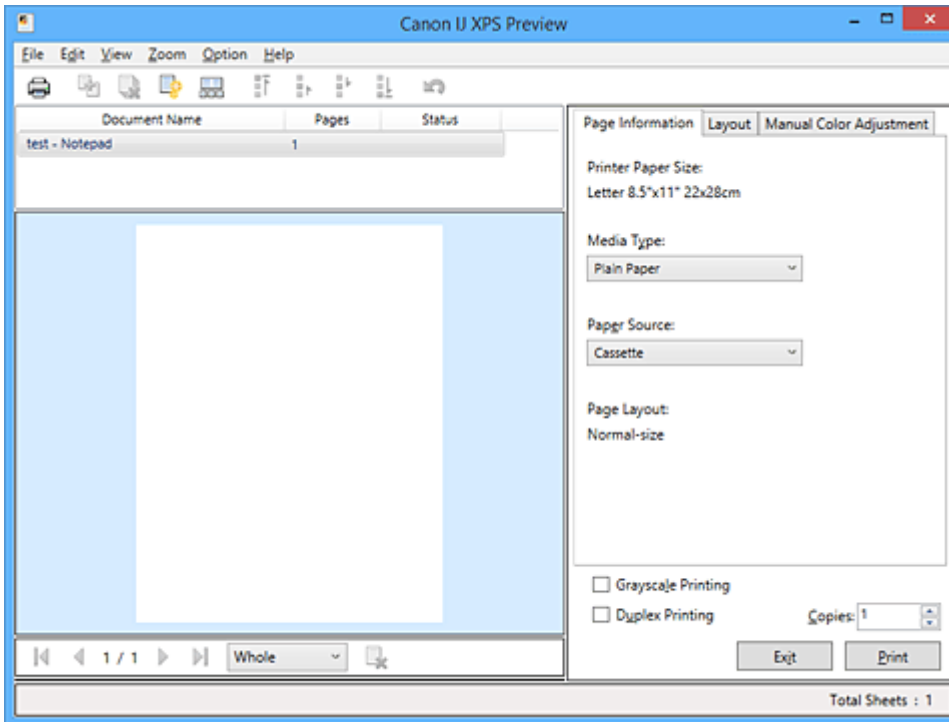 Canon IJ XPS Preview
File Edit View Zoom Option Help
Document Name Pages Status
test - Notepad 1
Page Information Layout Manual Color Adjustment
Printer Paper Size:
Letter 8.5"x11" 22x28cm
Media Type:
Plain Paper
Paper Source:
Cassette
Page Layout:
Normal-size
Grayscale Printing
Duplex Printing Copies: 1
1 / 1 Whole
Exit Print
Total Sheets : 1